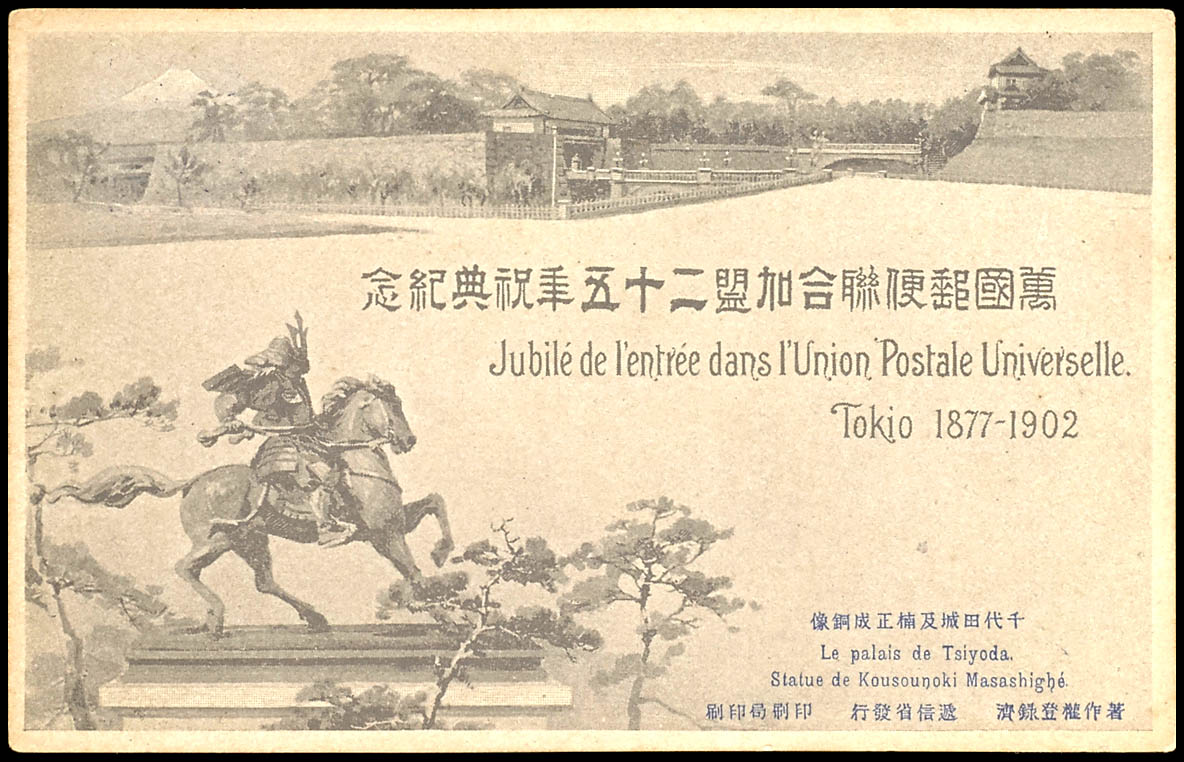 萬國郵便聯合加盟二十五年祝典紀念
Jubilé de l'entrée dans l'Union Postale Universelle.
Tokio 1877-1902
千代田城及楠正成銅像
Le palais de Tsiyoda.
Statue de Kousounoki Masashighé.
著作權登錄濟 遞信省發行 印刷局印刷